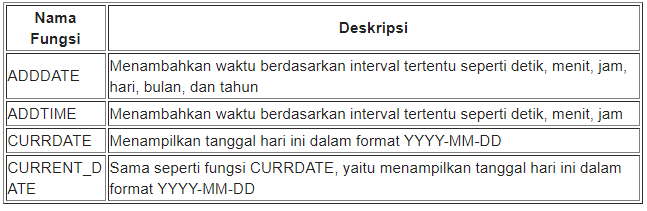 Nama
Fungsi
Deskripsi
ADDDATE
Menambahkan waktu berdasarkan interval tertentu seperti detik, menit, jam,
hari, bulan, dan tahun
ADDTIME
Menambahkan waktu berdasarkan interval tertentu seperti detik, menit, jam
CURRDATE
Menampilkan tanggal hari ini dalam format YYYY-MM-DD
CURRENT_D
ATE
Sama seperti fungsi CURRDATE, yaitu menampilkan tanggal hari ini dalam
format YYYY-MM-DD